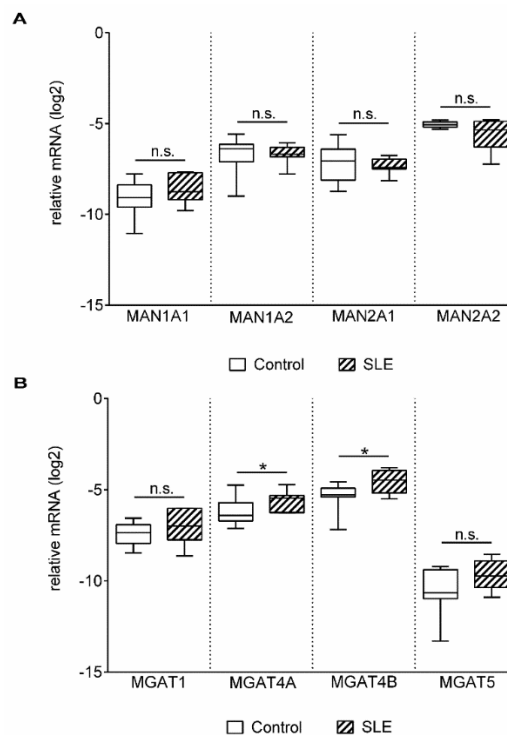 A
relative mRNA (log2)
0
-5
-10
-15
n.s.
n.s.
n.s.
n.s.
MAN1A1
MAN1A2
MAN2A1
MAN2A2
Control
SLE
B
relative mRNA (log2)
0
-5
-10
-15
n.s.
*
*
n.s.
MGAT1
MGAT4A
MGAT4B
MGAT5
Control
SLE